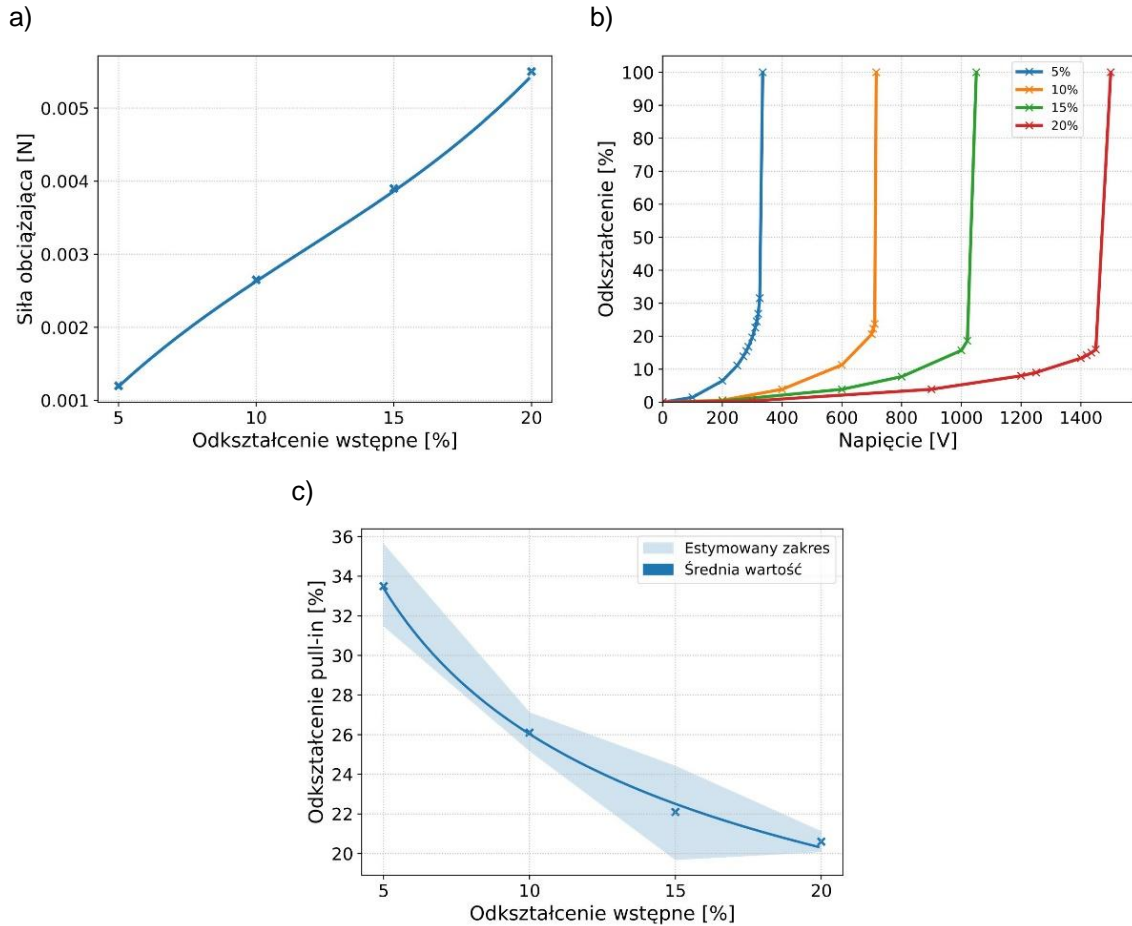 a)
Siła obciążająca [N]
0.005
0.004
0.003
0.002
0.001
5 10 15 20
Odkształcenie wstępne [%]
b)
Odkształcenie [%]
100
90
80
70
60
50
40
30
20
10
0
0 200 400 600 800 1000 1200 1400
Napięcie [V]
5%
10%
15%
20%
c)
Odkształcenie pull-in [%]
36
34
32
30
28
26
24
22
20
5 10 15 20
Odkształcenie wstępne [%]
Estymowany zakres
Średnia wartość